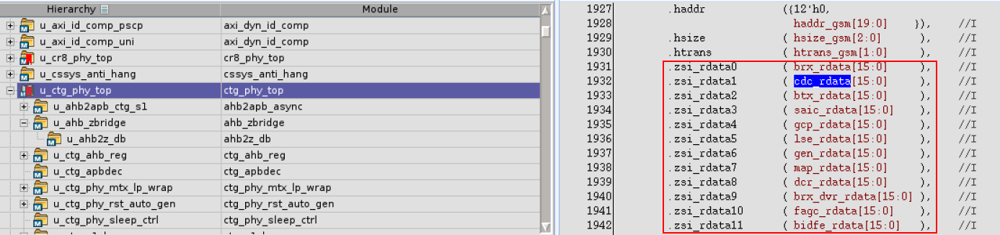 Hierarchy Module
u_axi_id_comp_pscp axi_dyn_id_comp
u_axi_id_comp_uni axi_dyn_id_comp
u_cr8_phy_top cr8_phy_top
u_cssys_anti_hang cssys_anti_hang
u_ctg_phy_top ctg_phy_top
u_ahb2apb_ctg_s1 ahb2apb_async
u_ahb_zbridge ahb_zbridge
u_ahb2z_db ahb2z_db
u_ctg_ahb_reg ctg_ahb_reg
u_ctg_apbdec ctg_apbdec
u_ctg_phy_mtx_lp_wrap ctg_phy_mtx_lp_wrap
u_ctg_phy_rst_auto_gen ctg_phy_rst_auto_gen
u_ctg_phy_sleep_ctrl ctg_phy_sleep_ctrl
1927 .haddr ({12'h0,
1928 haddr_gsm[19:0] }), //I
1929 .hsize ( hsize_gsm[2:0] ), //I
1930 .htrans ( htrans_gsm[1:0] ), //I
1931 .zsi_rdata0 ( brx_rdata[15:0] ), //I
1932 .zsi_rdata1 ( cdc_rdata[15:0] ), //I
1933 .zsi_rdata2 ( btx_rdata[15:0] ), //I
1934 .zsi_rdata3 ( saic_rdata[15:0] ), //I
1935 .zsi_rdata4 ( gcp_rdata[15:0] ), //I
1936 .zsi_rdata5 ( lse_rdata[15:0] ), //I
1937 .zsi_rdata6 ( gen_rdata[15:0] ), //I
1938 .zsi_rdata7 ( map_rdata[15:0] ), //I
1939 .zsi_rdata8 ( dcr_rdata[15:0] ), //I
1940 .zsi_rdata9 ( brx_dvr_rdata[15:0] ), //I
1941 .zsi_rdata10 ( fagc_rdata[15:0] ), //I
1942 .zsi_rdata11 ( bidfe_rdata[15:0] ), //I